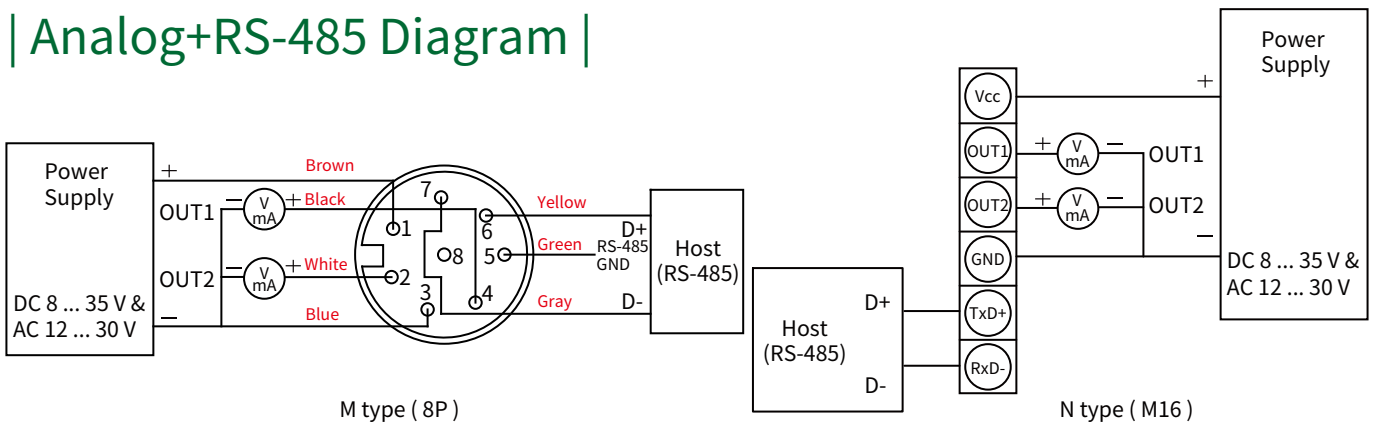 | Analog+RS-485 Diagram |
Power
Supply
DC 8 ... 35 V &
AC 12 ... 30 V
+
Brown
OUT1
−
V
mA
+
Black
OUT2
−
V
mA
+
White
−
Blue
1
2
3
4
5
6
7
8
Yellow
D+
Green
RS-485
GND
Gray
D-
Host
(RS-485)
M type ( 8P )
Host
(RS-485)
D+
D-
Vcc
OUT1
OUT2
GND
TxD+
RxD-
+
+
V
mA
−
OUT1
+
V
mA
−
OUT2
−
Power
Supply
DC 8 ... 35 V &
AC 12 ... 30 V
N type ( M16 )